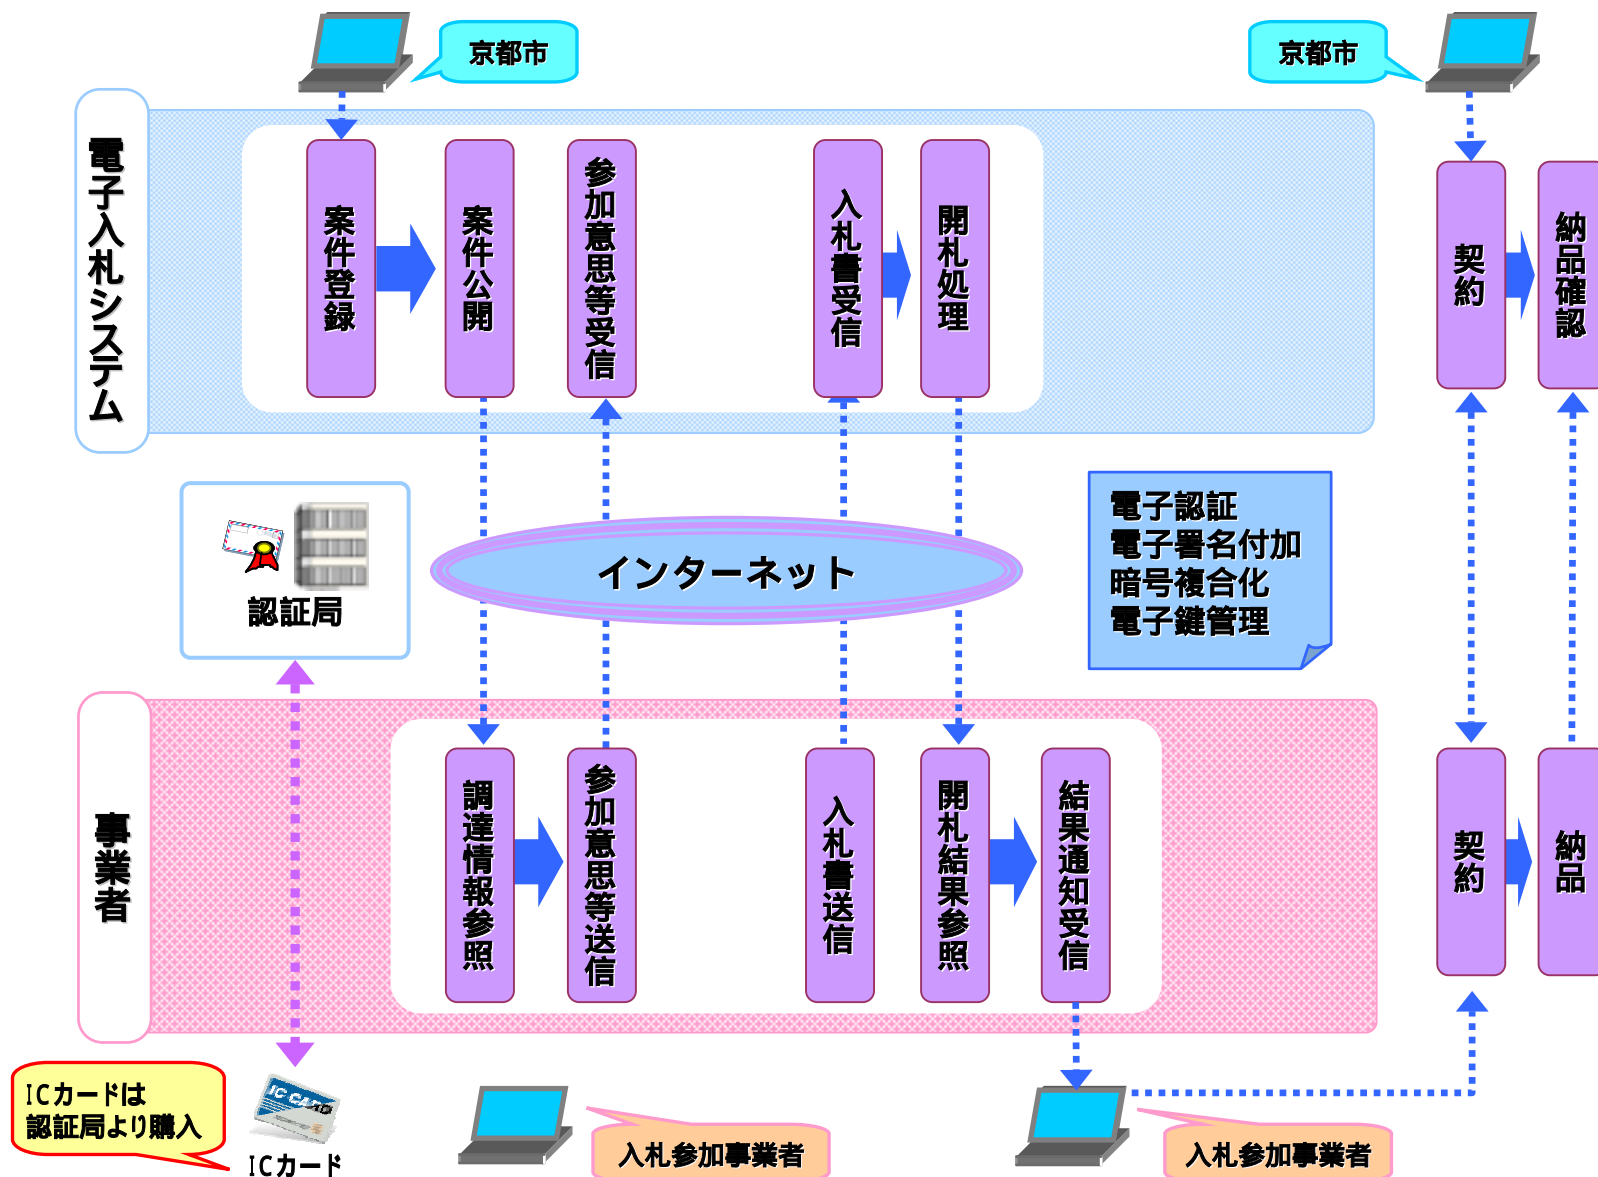 京都市
京都市
電子入札システム
案件登録
案件公開
参加意思等受信
入札書受信
開札処理
契約
納品確認
認証局
インターネット
電子認証
電子署名付加
暗号複合化
電子鍵管理
事業者
調達情報参照
参加意思等送信
入札書送信
開札結果参照
結果通知受信
契約
納品
ICカードは
認証局より購入
IC CARD
ICカード
入札参加事業者
入札参加事業者